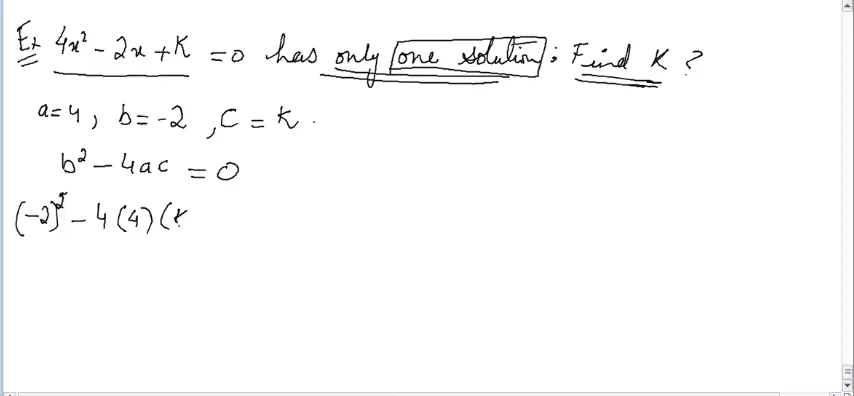 Ex 4x² - 2x + K = 0 has only one solution; Find K ?
a = 4, b = -2, C = K.
b² - 4ac = 0
(-2)² - 4(4)(K